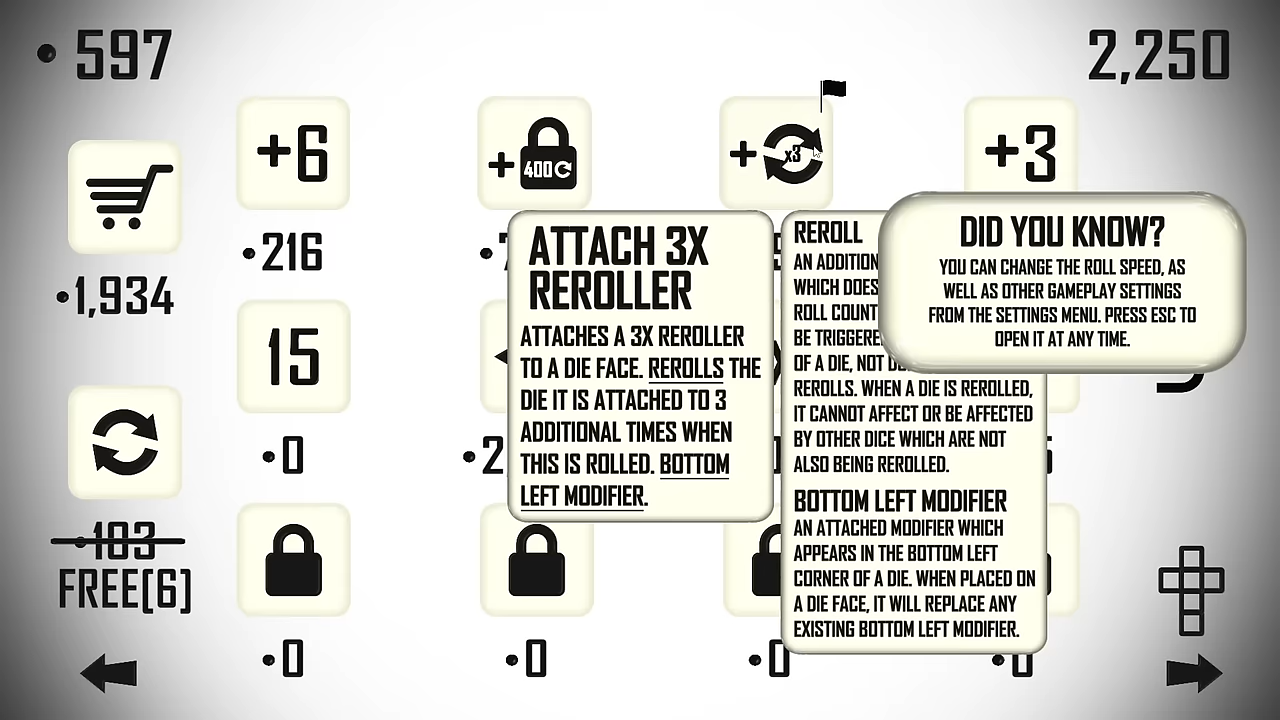 • 597
2,250
+6
+ 400
+ x3
+3
•216
•1,934
ATTACH 3X
REROLLER
ATTACHES A 3X REROLLER
TO A DIE FACE. REROLLS THE
DIE IT IS ATTACHED TO 3
ADDITIONAL TIMES WHEN
THIS IS ROLLED. BOTTOM
LEFT MODIFIER.
REROLL
AN ADDITION
WHICH DOES
ROLL COUNT
BE TRIGGERE
OF A DIE, NOT
REROLLS. WHEN A DIE IS REROLLED,
IT CANNOT AFFECT OR BE AFFECTED
BY OTHER DICE WHICH ARE NOT
ALSO BEING REROLLED.
BOTTOM LEFT MODIFIER
AN ATTACHED MODIFIER WHICH
APPEARS IN THE BOTTOM LEFT
CORNER OF A DIE. WHEN PLACED ON
A DIE FACE, IT WILL REPLACE ANY
EXISTING BOTTOM LEFT MODIFIER.
DID YOU KNOW?
YOU CAN CHANGE THE ROLL SPEED, AS
WELL AS OTHER GAMEPLAY SETTINGS
FROM THE SETTINGS MENU. PRESS ESC TO
OPEN IT AT ANY TIME.
15
•0
•2,
•103
FREE(6)
•0
•0
•0
•0